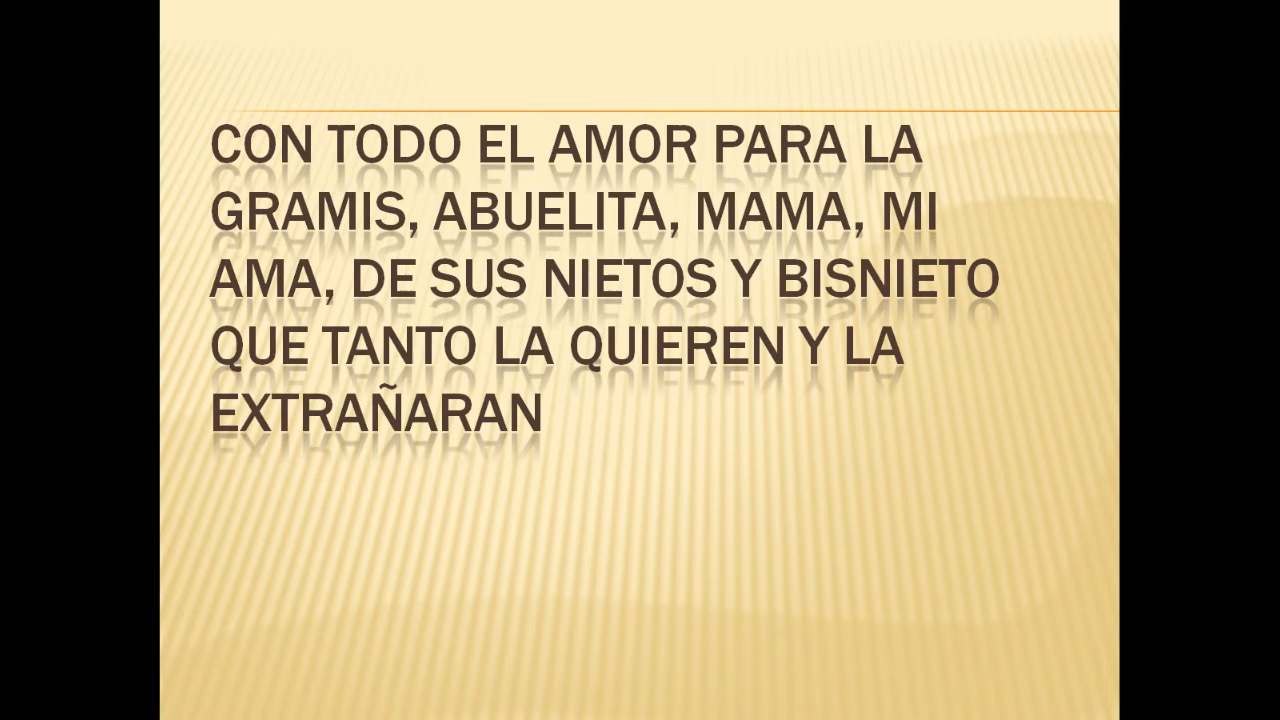 CON TODO EL AMOR PARA LA
GRAMIS, ABUELITA, MAMA, MI
AMA, DE SUS NIETOS Y BISNIETO
QUE TANTO LA QUIEREN Y LA
EXTRAÑARAN